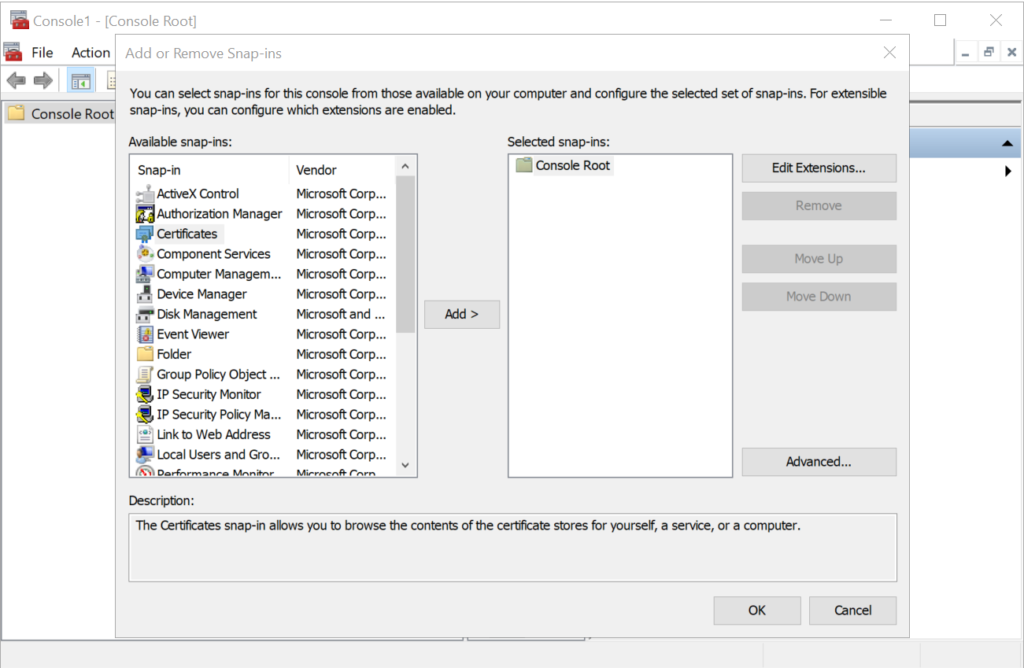 Console1 - [Console Root]
File Action
Add or Remove Snap-ins
Console Root
You can select snap-ins for this console from those available on your computer and configure the selected set of snap-ins. For extensible
snap-ins, you can configure which extensions are enabled.
Available snap-ins:
Snap-in Vendor
ActiveX Control Microsoft Corp...
Authorization Manager Microsoft Corp...
Certificates Microsoft Corp...
Component Services Microsoft Corp...
Computer Managem... Microsoft Corp...
Device Manager Microsoft Corp...
Disk Management Microsoft and ...
Event Viewer Microsoft Corp...
Folder Microsoft Corp...
Group Policy Object ... Microsoft Corp...
IP Security Monitor Microsoft Corp...
IP Security Policy Ma... Microsoft Corp...
Link to Web Address Microsoft Corp...
Local Users and Gro... Microsoft Corp...
Performance Monitor Microsoft Corp
Add >
Selected snap-ins:
Console Root
Edit Extensions...
Remove
Move Up
Move Down
Advanced...
Description:
The Certificates snap-in allows you to browse the contents of the certificate stores for yourself, a service, or a computer.
OK Cancel